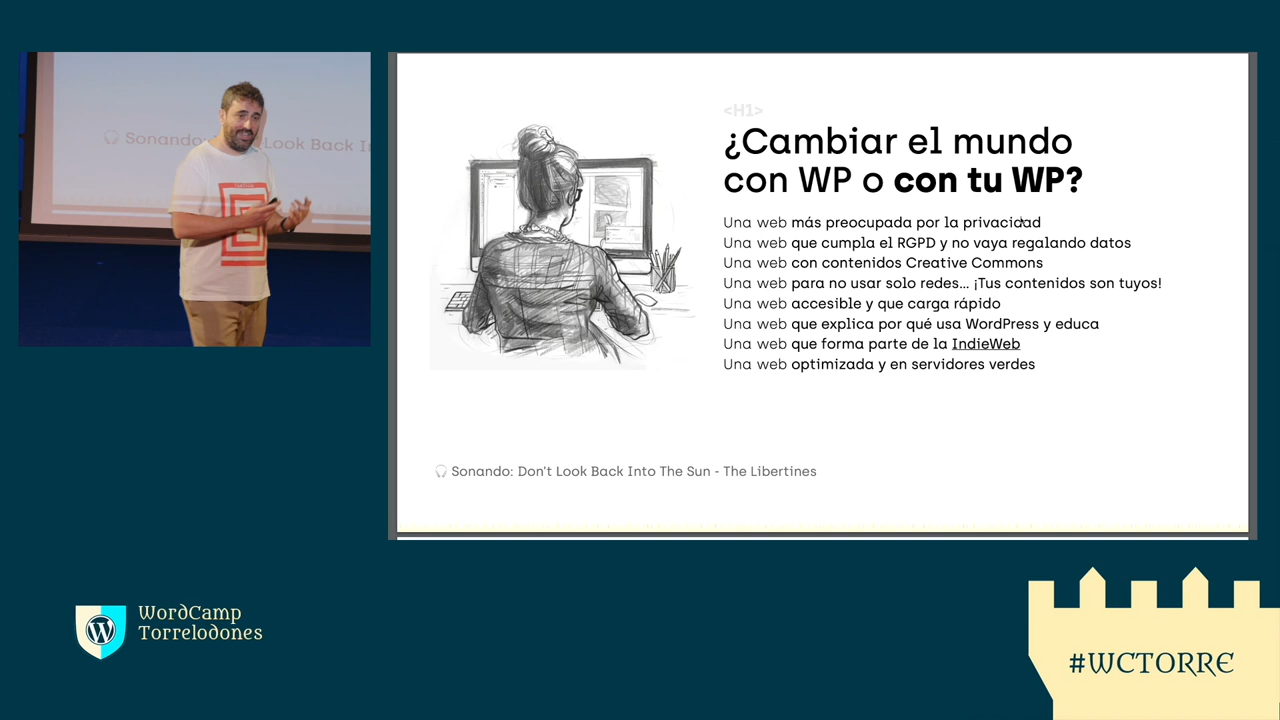 Sonando:
Look Back In
<H1>
¿Cambiar el mundo
con WP o con tu WP?
Una web más preocupada por la privacidad
Una web que cumpla el RGPD y no vaya regalando datos
Una web con contenidos Creative Commons
Una web para no usar solo redes... ¡Tus contenidos son tuyos!
Una web accesible y que carga rápido
Una web que explica por qué usa WordPress y educa
Una web que forma parte de la IndieWeb
Una web optimizada y en servidores verdes
Sonando: Don't Look Back Into The Sun - The Libertines
WordCamp
Torrelodones
#WCTORRE